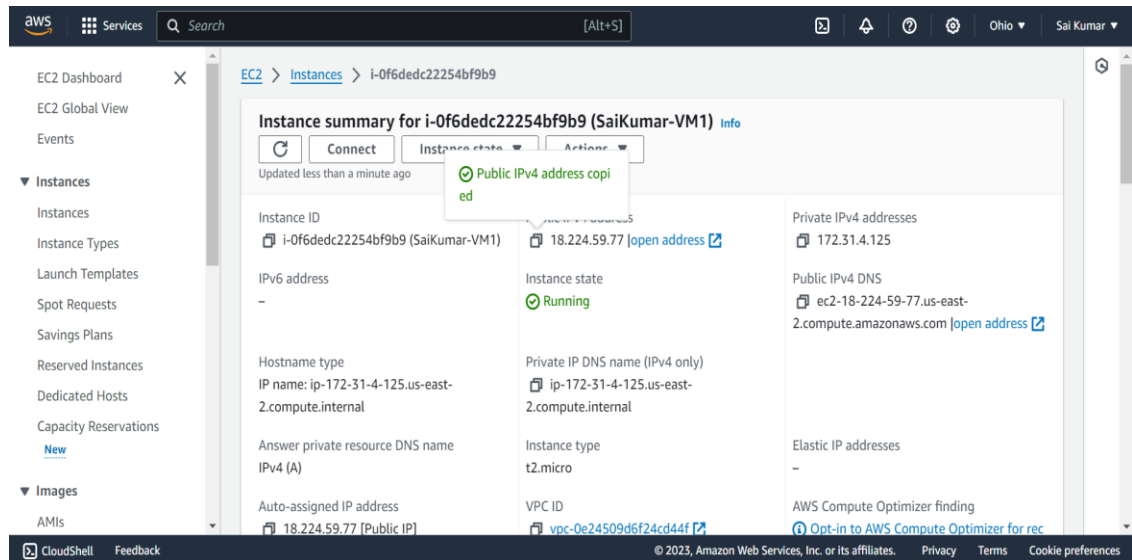 aws
Services
Search
[Alt+S]
Ohio ▼
Sai Kumar ▼
EC2 Dashboard
EC2 Global View
Events
▼ Instances
Instances
Instance Types
Launch Templates
Spot Requests
Savings Plans
Reserved Instances
Dedicated Hosts
Capacity Reservations
New
▼ Images
AMIs
EC2 > Instances > i-0f6dedc22254bf9b9
Instance summary for i-0f6dedc22254bf9b9 (SaiKumar-VM1) Info
Connect
Instance state ▼
Actions ▼
Updated less than a minute ago
Public IPv4 address copi
ed
Instance ID
i-0f6dedc22254bf9b9 (SaiKumar-VM1)
18.224.59.77 |open address
Private IPv4 addresses
172.31.4.125
IPv6 address
–
Instance state
Running
Public IPv4 DNS
ec2-18-224-59-77.us-east-
2.compute.amazonaws.com |open address
Hostname type
IP name: ip-172-31-4-125.us-east-
2.compute.internal
Private IP DNS name (IPv4 only)
ip-172-31-4-125.us-east-
2.compute.internal
Answer private resource DNS name
IPv4 (A)
Instance type
t2.micro
Elastic IP addresses
–
Auto-assigned IP address
18.224.59.77 [Public IP]
VPC ID
vpc-0e24509d6f24cd44f
AWS Compute Optimizer finding
Opt-in to AWS Compute Optimizer for rec
CloudShell
Feedback
© 2023, Amazon Web Services, Inc. or its affiliates.
Privacy
Terms
Cookie preferences